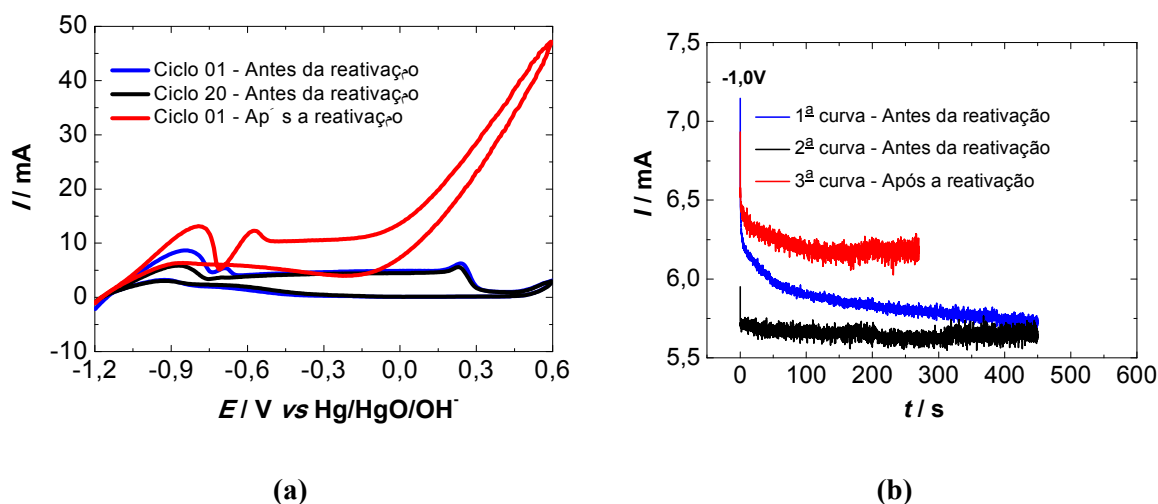 50
40
30
20
10
0
-10
Ciclo 01 - Antes da reativaçم٥
Ciclo 20 - Antes da reativaçم٥
Ciclo 01 - Ap´ s a reativaçم٥
I / mA
-1,2 -0,9 -0,6 -0,3 0,0 0,3 0,6
E / V vs Hg/HgO/OH⁻
(a)
7,5
7,0
6,5
6,0
5,5
-1,0V
1ª curva - Antes da reativação
2ª curva - Antes da reativação
3ª curva - Após a reativação
I / mA
0 100 200 300 400 500 600
t / s
(b)